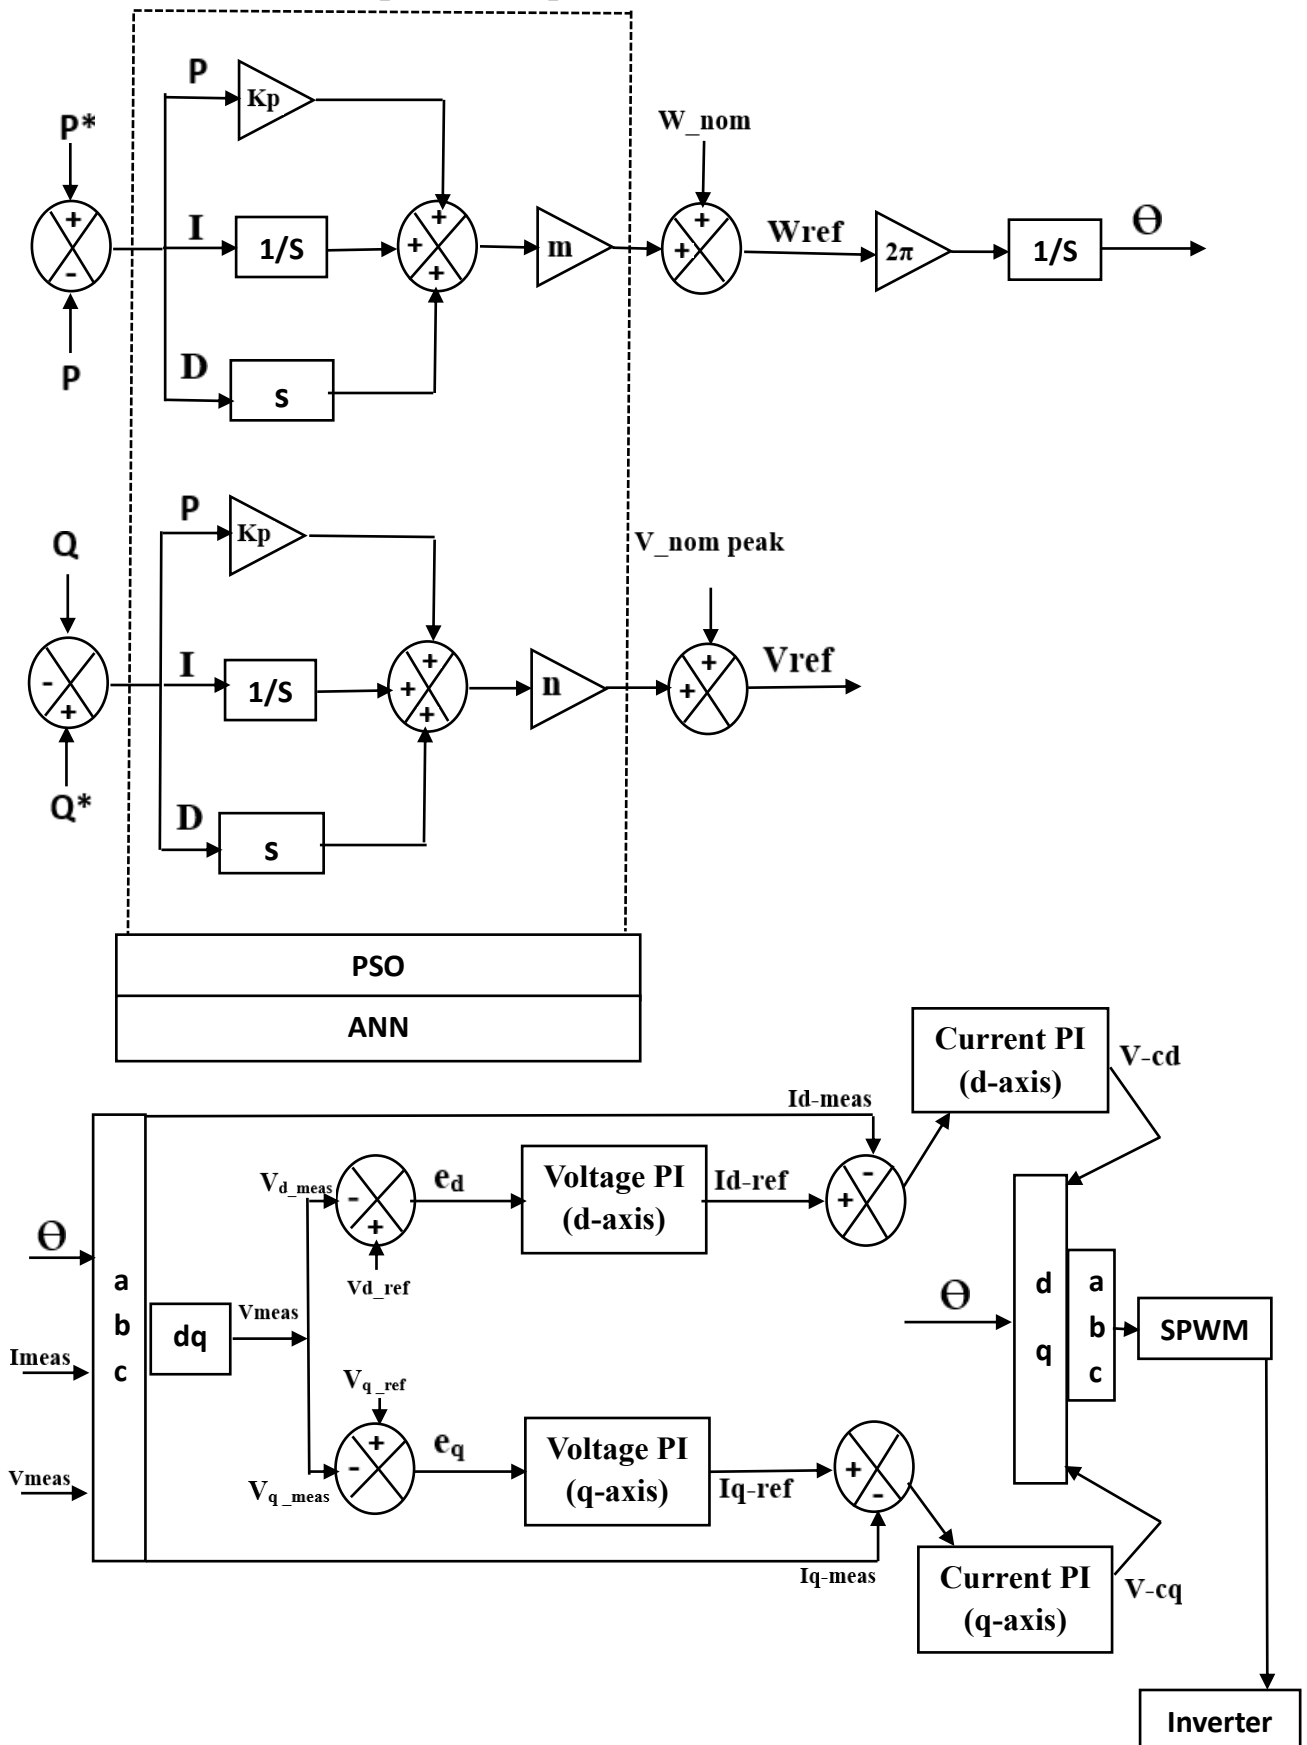 P
Kp
P*
W_nom
+
-
I
1/S
+
+
+
m
+
+
Wref
2π
1/S
Ɵ
P
D
s
P
Kp
Q
V_nom peak
-
+
I
1/S
+
+
+
n
+
+
Vref
Q*
D
s
PSO
ANN
Current PI
(d-axis)
V-cd
Id-meas
Vd_meas
-
+
ed
Voltage PI
(d-axis)
Id-ref
-
+
Ɵ
Vd_ref
a
b
c
dq
Vmeas
Ɵ
d
q
a
b
c
SPWM
Imeas
Vq_ref
+
-
eq
Voltage PI
(q-axis)
Iq-ref
+
-
Vmeas
Vq_meas
Iq-meas
Current PI
(q-axis)
V-cq
Inverter